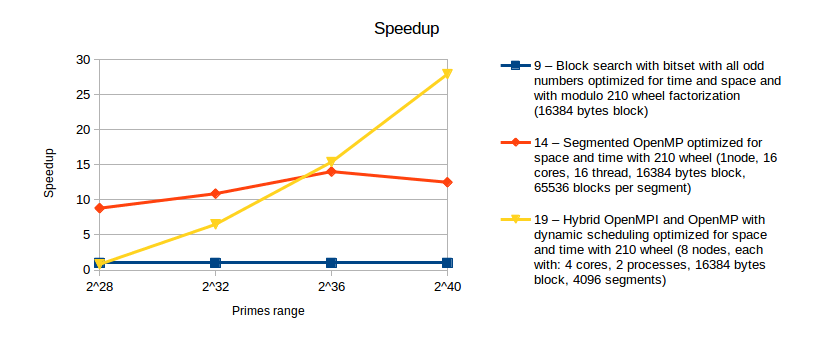 Speedup
30
25
20
15
10
5
0
Speedup
2^28
2^32
2^36
2^40
Primes range
9 – Block search with bitset with all odd
numbers optimized for time and space and
with modulo 210 wheel factorization
(16384 bytes block)
14 – Segmented OpenMP optimized for
space and time with 210 wheel (1node, 16
cores, 16 thread, 16384 bytes block,
65536 blocks per segment)
19 – Hybrid OpenMPI and OpenMP with
dynamic scheduling optimized for space
and time with 210 wheel (8 nodes, each
with: 4 cores, 2 processes, 16384 bytes
block, 4096 segments)